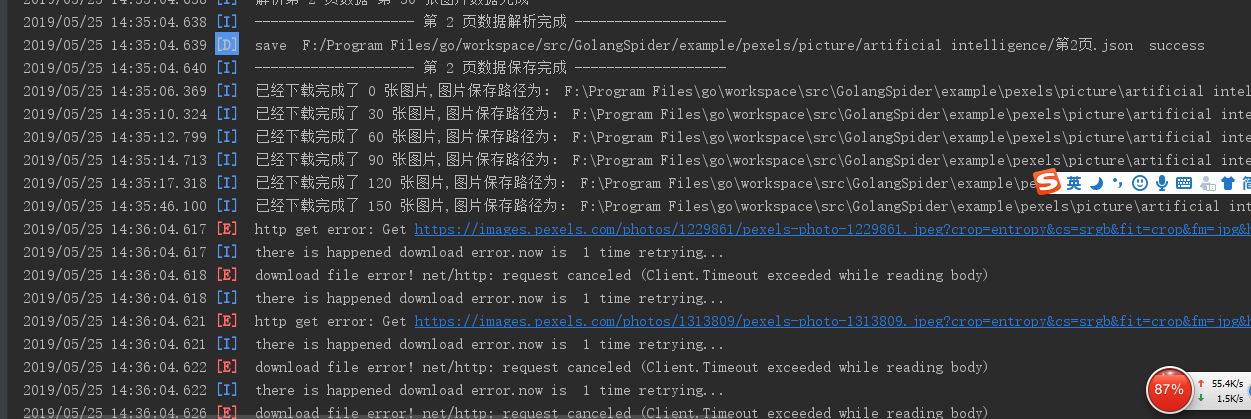 2019/05/25 14:35:04.638 [I] 解析第 2 页数据 第 30 张图片数据完成
2019/05/25 14:35:04.638 [I] -------------------- 第 2 页数据解析完成 -------------------
2019/05/25 14:35:04.639 [D] save F:/Program Files/go/workspace/src/GolangSpider/example/pexels/picture/artificial intelligence/第2页.json success
2019/05/25 14:35:04.640 [I] -------------------- 第 2 页数据保存完成 -------------------
2019/05/25 14:35:06.369 [I] 已经下载完成了 0 张图片,图片保存路径为: F:\Program Files\go\workspace\src\GolangSpider\example\pexels\picture\artificial intel
2019/05/25 14:35:10.324 [I] 已经下载完成了 30 张图片,图片保存路径为: F:\Program Files\go\workspace\src\GolangSpider\example\pexels\picture\artificial inte
2019/05/25 14:35:12.799 [I] 已经下载完成了 60 张图片,图片保存路径为: F:\Program Files\go\workspace\src\GolangSpider\example\pexels\picture\artificial inte
2019/05/25 14:35:14.713 [I] 已经下载完成了 90 张图片,图片保存路径为: F:\Program Files\go\workspace\src\GolangSpider\example\pexels\picture\artificial inte
2019/05/25 14:35:17.318 [I] 已经下载完成了 120 张图片,图片保存路径为: F:\Program Files\go\workspace\src\GolangSpider\example\pe 英 简
2019/05/25 14:35:46.100 [I] 已经下载完成了 150 张图片,图片保存路径为: F:\Program Files\go\workspace\src\GolangSpider\example\pexels\picture\artificial int
2019/05/25 14:36:04.617 [E] http get error: Get https://images.pexels.com/photos/1229861/pexels-photo-1229861.jpeg?crop=entropy&cs=srgb&fit=crop&fm=jpg&h
2019/05/25 14:36:04.617 [I] there is happened download error.now is 1 time retrying...
2019/05/25 14:36:04.618 [E] download file error! net/http: request canceled (Client.Timeout exceeded while reading body)
2019/05/25 14:36:04.618 [I] there is happened download error.now is 1 time retrying...
2019/05/25 14:36:04.621 [E] http get error: Get https://images.pexels.com/photos/1313809/pexels-photo-1313809.jpeg?crop=entropy&cs=srgb&fit=crop&fm=jpg&h
2019/05/25 14:36:04.621 [I] there is happened download error.now is 1 time retrying...
2019/05/25 14:36:04.622 [E] download file error! net/http: request canceled (Client.Timeout exceeded while reading body)
2019/05/25 14:36:04.622 [I] there is happened download error.now is 1 time retrying...
2019/05/25 14:36:04.626 [E] download file error! net/http: request canceled (Client.Timeout exceeded while reading body)
87%
55.4K/s
1.5K/s